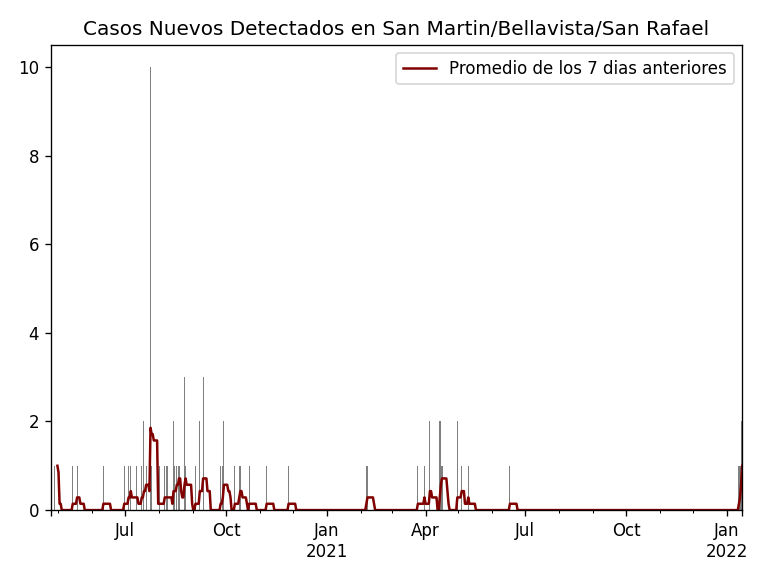 Casos Nuevos Detectados en San Martin/Bellavista/San Rafael
Promedio de los 7 dias anteriores
10
8
6
4
2
0
Jul Oct Jan Apr Jul Oct Jan
2021 2022